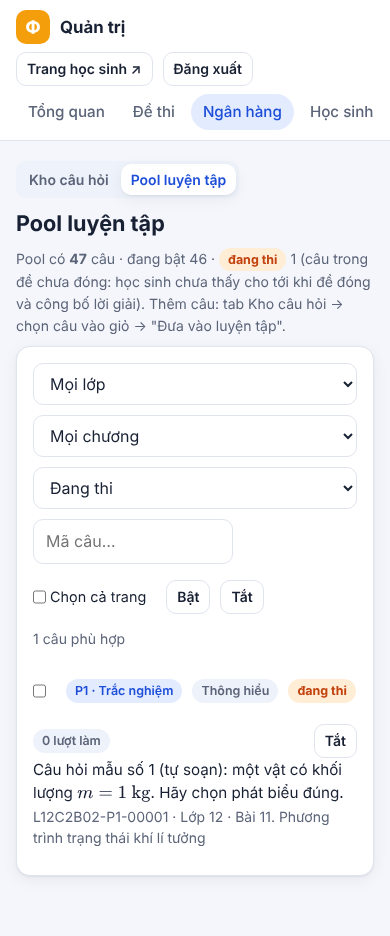 Φ Quản trị
Trang học sinh ↗ Đăng xuất
Tổng quan Đề thi Ngân hàng Học sinh
Kho câu hỏi Pool luyện tập
Pool luyện tập
Pool có 47 câu · đang bật 46 · đang thi 1 (câu trong
đề chưa đóng: học sinh chưa thấy cho tới khi đề đóng
và công bố lời giải). Thêm câu: tab Kho câu hỏi →
chọn câu vào giỏ → "Đưa vào luyện tập".
Mọi lớp
Mọi chương
Đang thi
Mã câu...
Chọn cả trang Bật Tắt
1 câu phù hợp
P1 · Trắc nghiệm Thông hiểu đang thi
0 lượt làm Tắt
Câu hỏi mẫu số 1 (tự soạn): một vật có khối
lượng m = 1 kg. Hãy chọn phát biểu đúng.
L12C2B02-P1-00001 · Lớp 12 · Bài 11. Phương
trình trạng thái khí lí tưởng